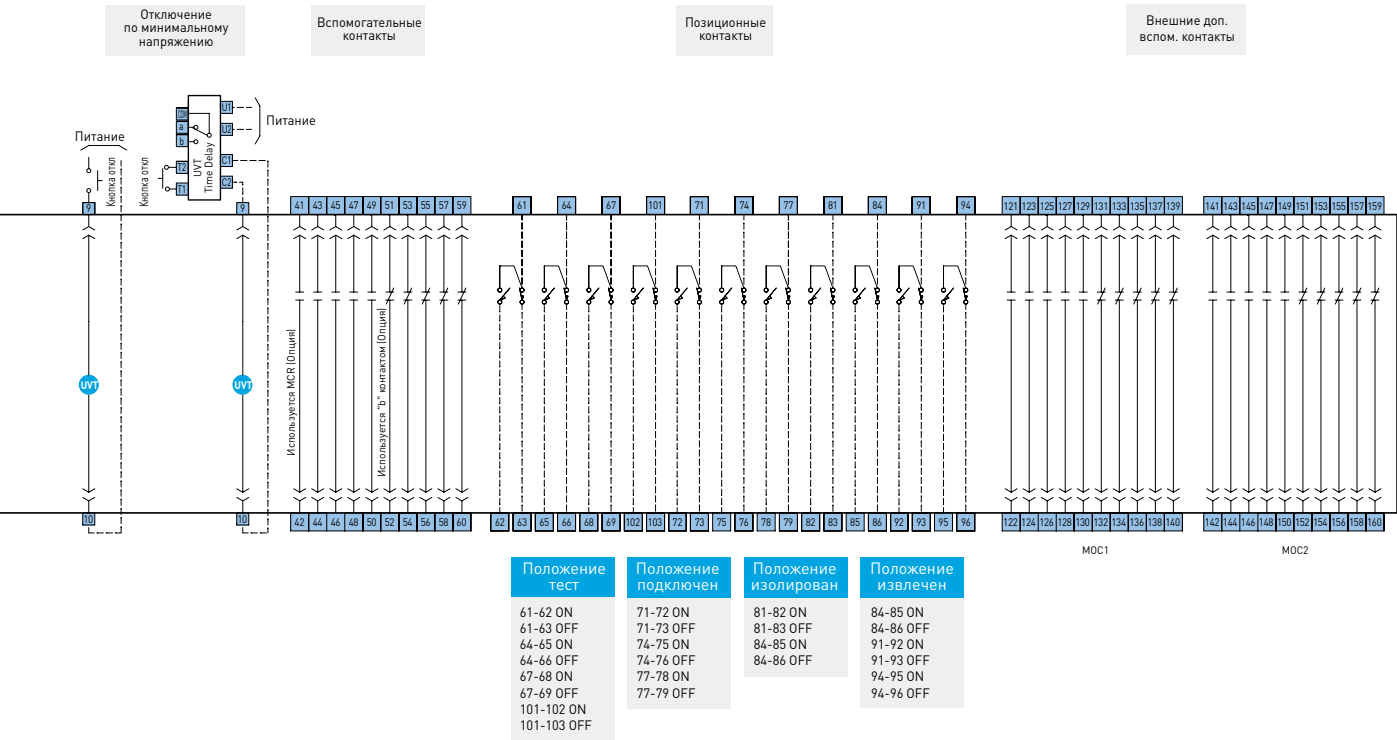 Отключение
по минимальному
напряжению
Вспомогательные
контакты
Позиционные
контакты
Внешние доп.
вспом. контакты
Питание
Кнопка откл
Кнопка откл
COM
a
b
T2
T1
UVT
Time Delay
U1
U2
C1
C2
Питание
9
9
41 43 45 47 49 51 53 55 57 59
61 64 67 101 71 74 77 81 84 91 94
121 123 125 127 129 131 133 135 137 139
141 143 145 147 149 151 153 155 157 159
UVT
UVT
Используется MCR (Опция)
Используется "b" контактом (Опция)
10
10
42 44 46 48 50 52 54 56 58 60
62 63 65 66 68 69 102 103 72 73 75 76 78 79 82 83 85 86 92 93 95 96
122 124 126 128 130 132 134 136 138 140
142 144 146 148 150 152 154 156 158 160
MOC1
MOC2
Положение
тест
61-62 ON
61-63 OFF
64-65 ON
64-66 OFF
67-68 ON
67-69 OFF
101-102 ON
101-103 OFF
Положение
подключен
71-72 ON
71-73 OFF
74-75 ON
74-76 OFF
77-78 ON
77-79 OFF
Положение
изолирован
81-82 ON
81-83 OFF
84-85 ON
84-86 OFF
Положение
извлечен
84-85 ON
84-86 OFF
91-92 ON
91-93 OFF
94-95 ON
94-96 OFF